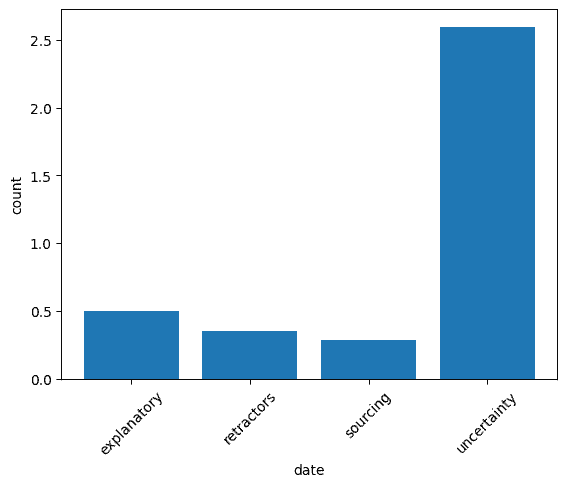 2.5
2.0
1.5
1.0
0.5
0.0
count
explanatory
retractors
sourcing
uncertainty
date